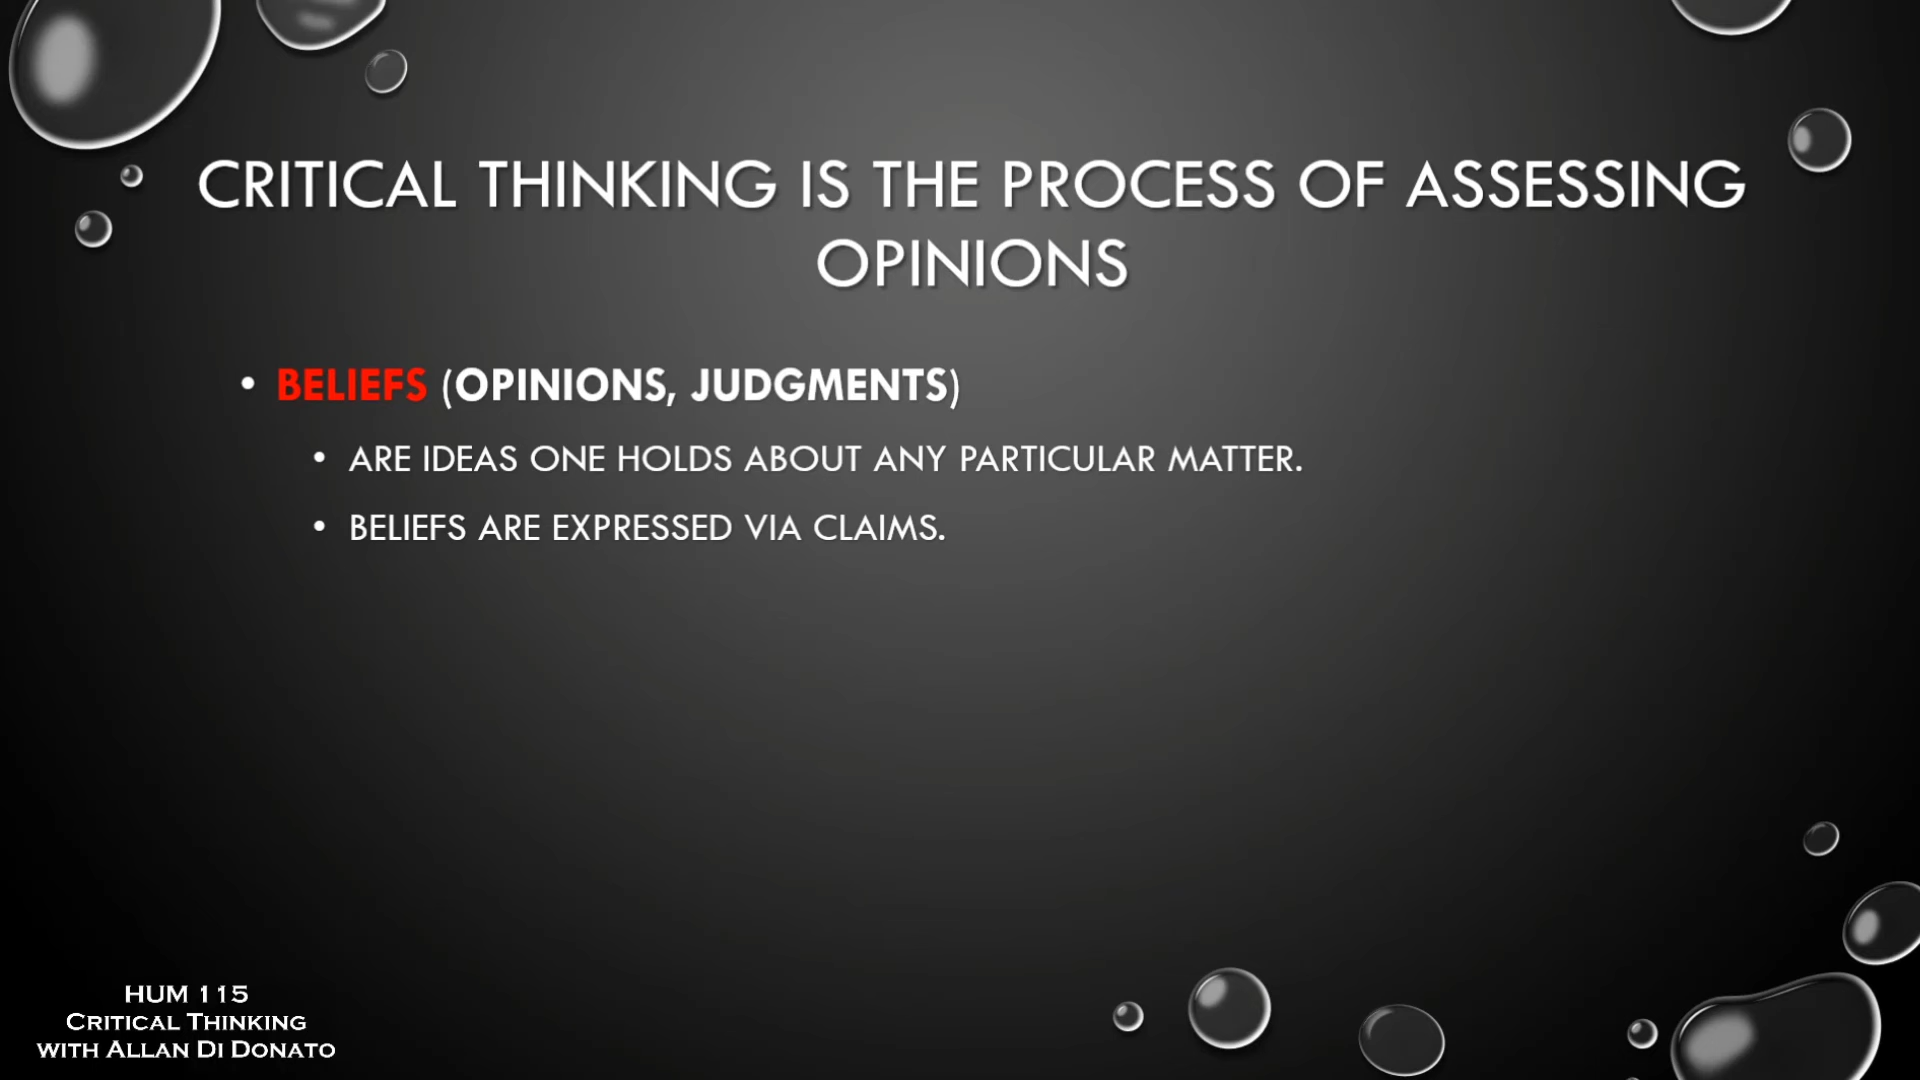 CRITICAL THINKING IS THE PROCESS OF ASSESSING
OPINIONS
• BELIEFS (OPINIONS, JUDGMENTS)
• ARE IDEAS ONE HOLDS ABOUT ANY PARTICULAR MATTER.
• BELIEFS ARE EXPRESSED VIA CLAIMS.
HUM 115
CRITICAL THINKING
WITH ALLAN DI DONATO